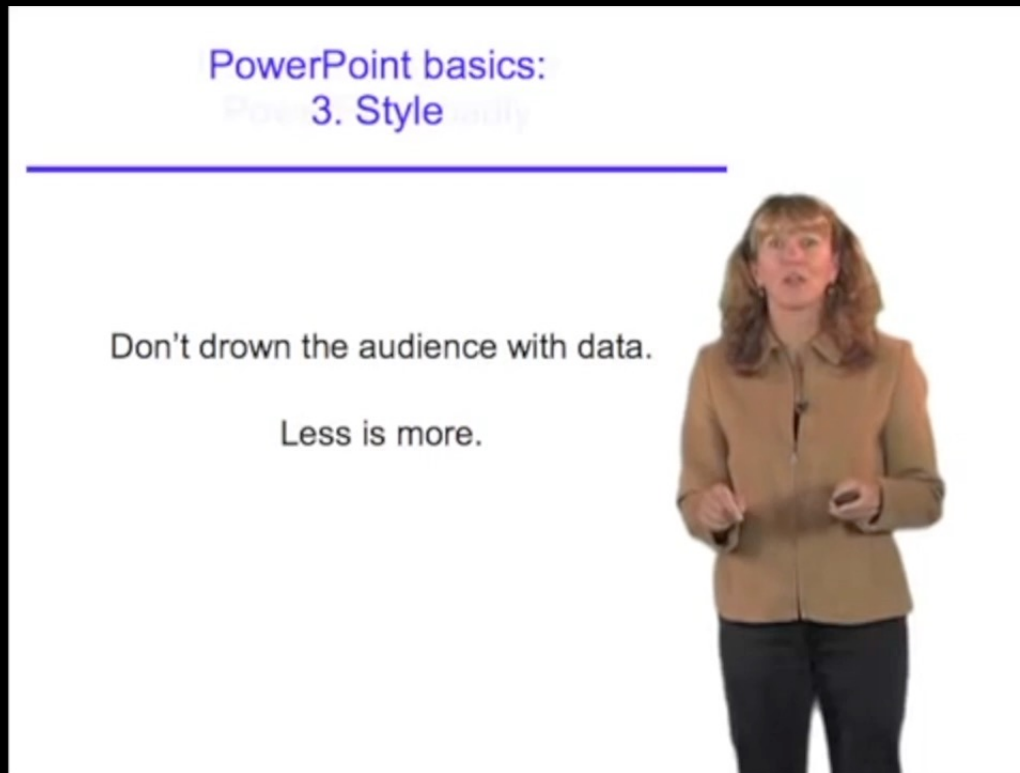 PowerPoint basics:
3. Style
Don't drown the audience with data.
Less is more.